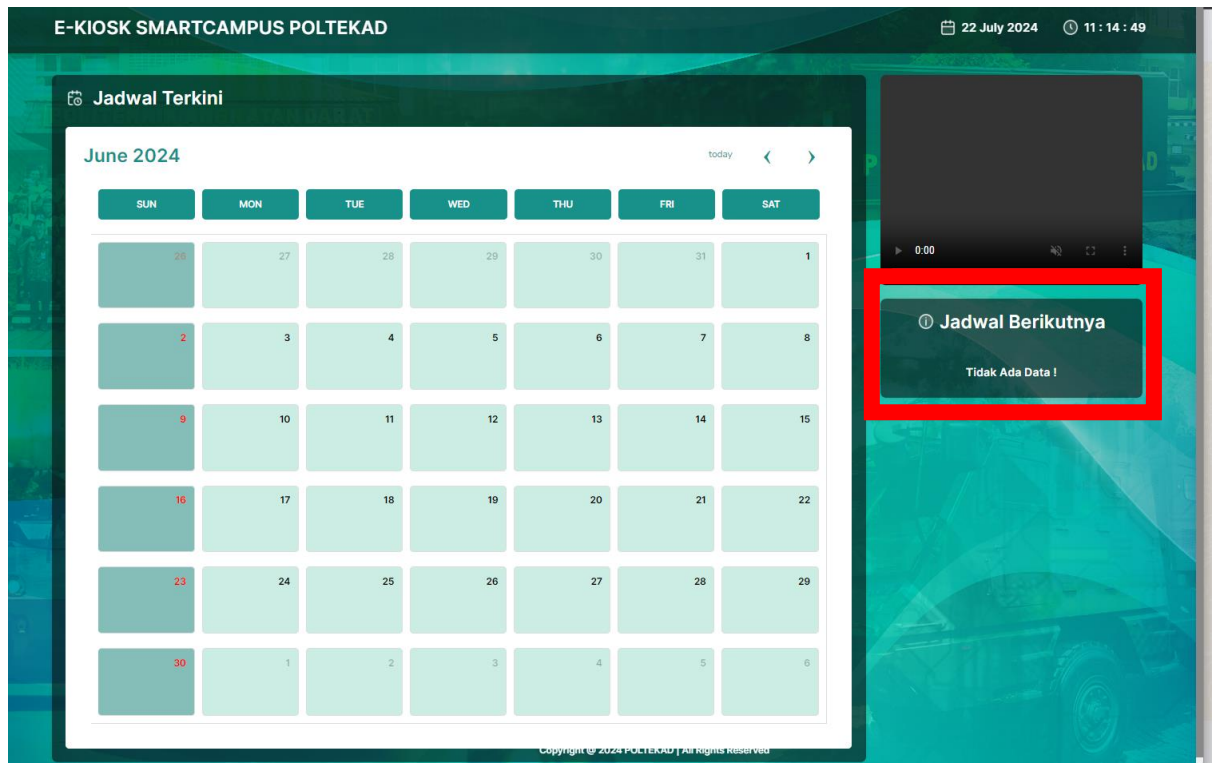 E-KIOSK SMARTCAMPUS POLTEKAD
22 July 2024
11 : 14 : 49
Jadwal Terkini
June 2024
today
SUN MON TUE WED THU FRI SAT
26 27 28 29 30 31 1
2 3 4 5 6 7 8
9 10 11 12 13 14 15
16 17 18 19 20 21 22
23 24 25 26 27 28 29
30 1 2 3 4 5 6
Copyright @ 2024 POLTEKAD | All Rights Reserved
0:00
Jadwal Berikutnya
Tidak Ada Data !